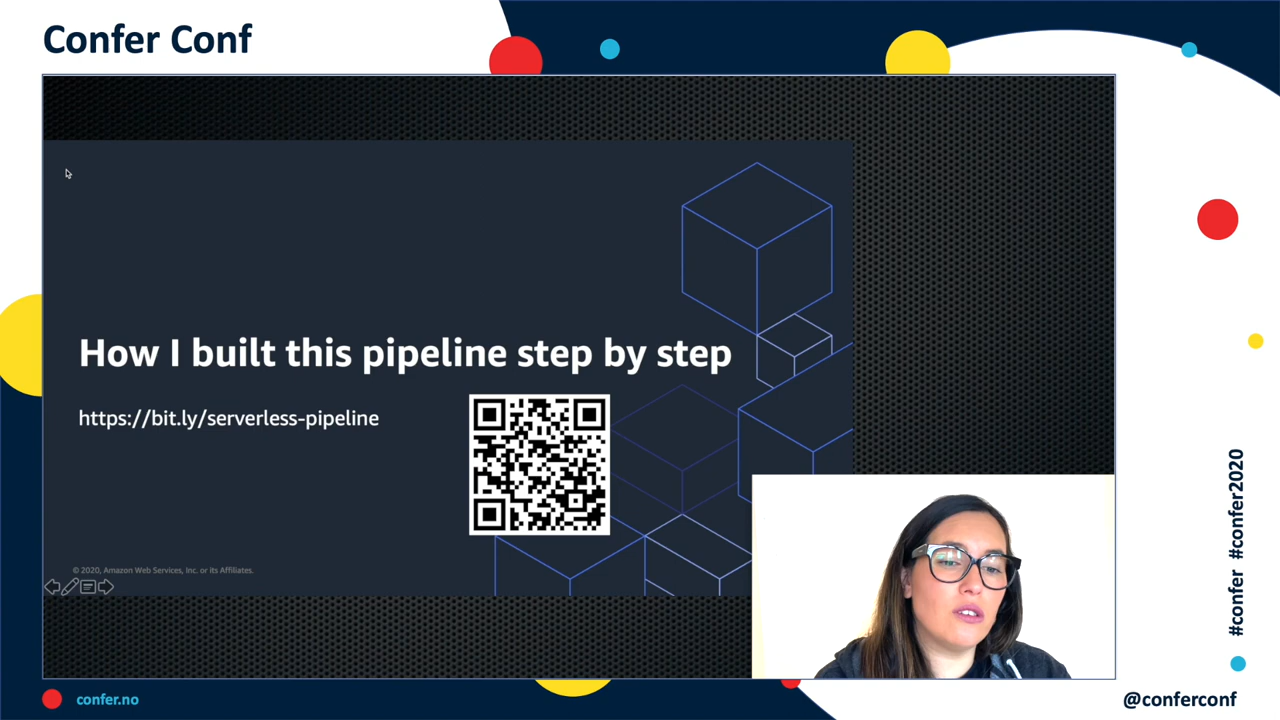 Confer Conf
How I built this pipeline step by step
https://bit.ly/serverless-pipeline
© 2020, Amazon Web Services, Inc. or its Affiliates.
#confer #confer2020
confer.no
@conferconf